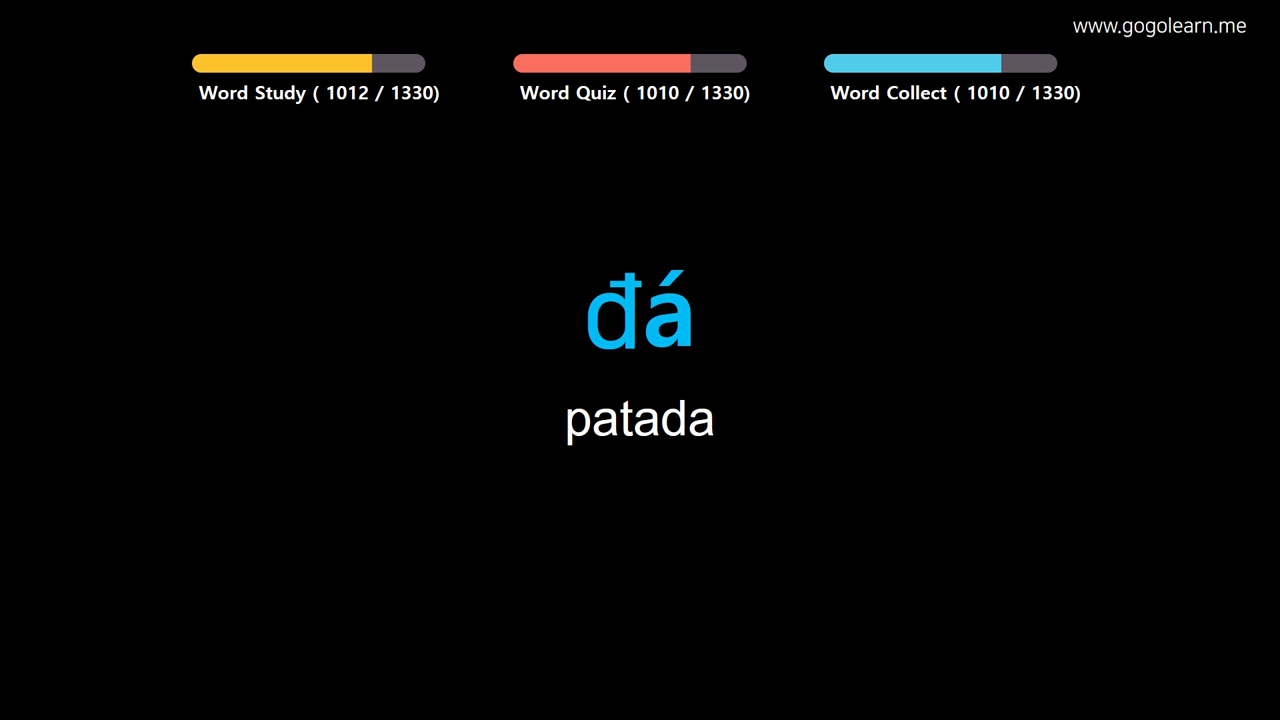 www.gogolearn.me
Word Study ( 1012 / 1330)
Word Quiz ( 1010 / 1330)
Word Collect ( 1010 / 1330)
đá
patada